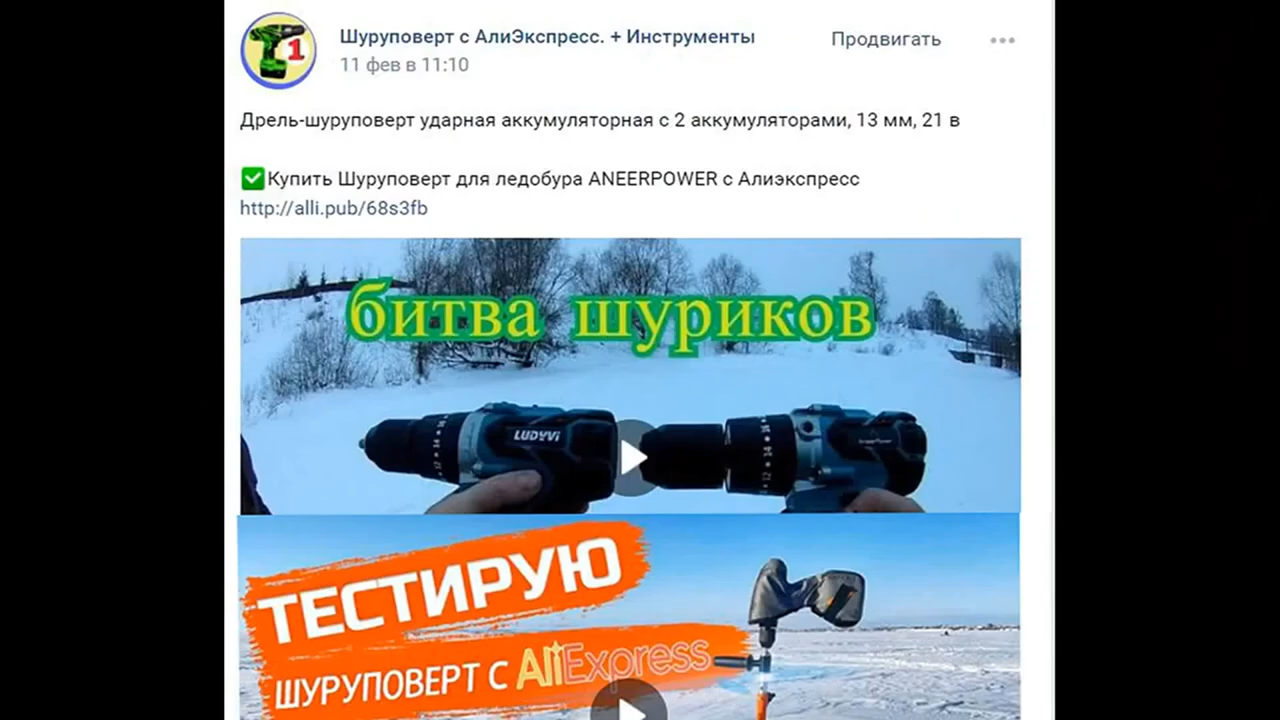 1
Шуруповерт с АлиЭкспресс. + Инструменты
Продвигать
11 фев в 11:10
Дрель-шуруповерт ударная аккумуляторная с 2 аккумуляторами, 13 мм, 21 в
✅Купить Шуруповерт для ледобура ANEERPOWER с Алиэкспресс
http://alli.pub/68s3fb
битва шуриков
LUDYVI
ТЕСТИРУЮ
ШУРУПОВЕРТ С AliExpress